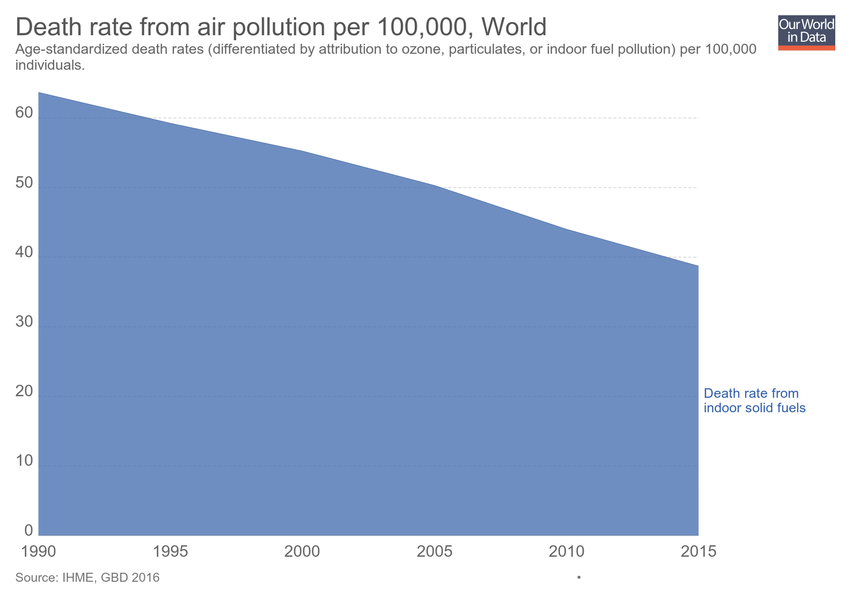 Death rate from air pollution per 100,000, World
Our World
in Data
Age-standardized death rates (differentiated by attribution to ozone, particulates, or indoor fuel pollution) per 100,000
individuals.
60
50
40
30
20
Death rate from
indoor solid fuels
10
0
1990 1995 2000 2005 2010 2015
Source: IHME, GBD 2016